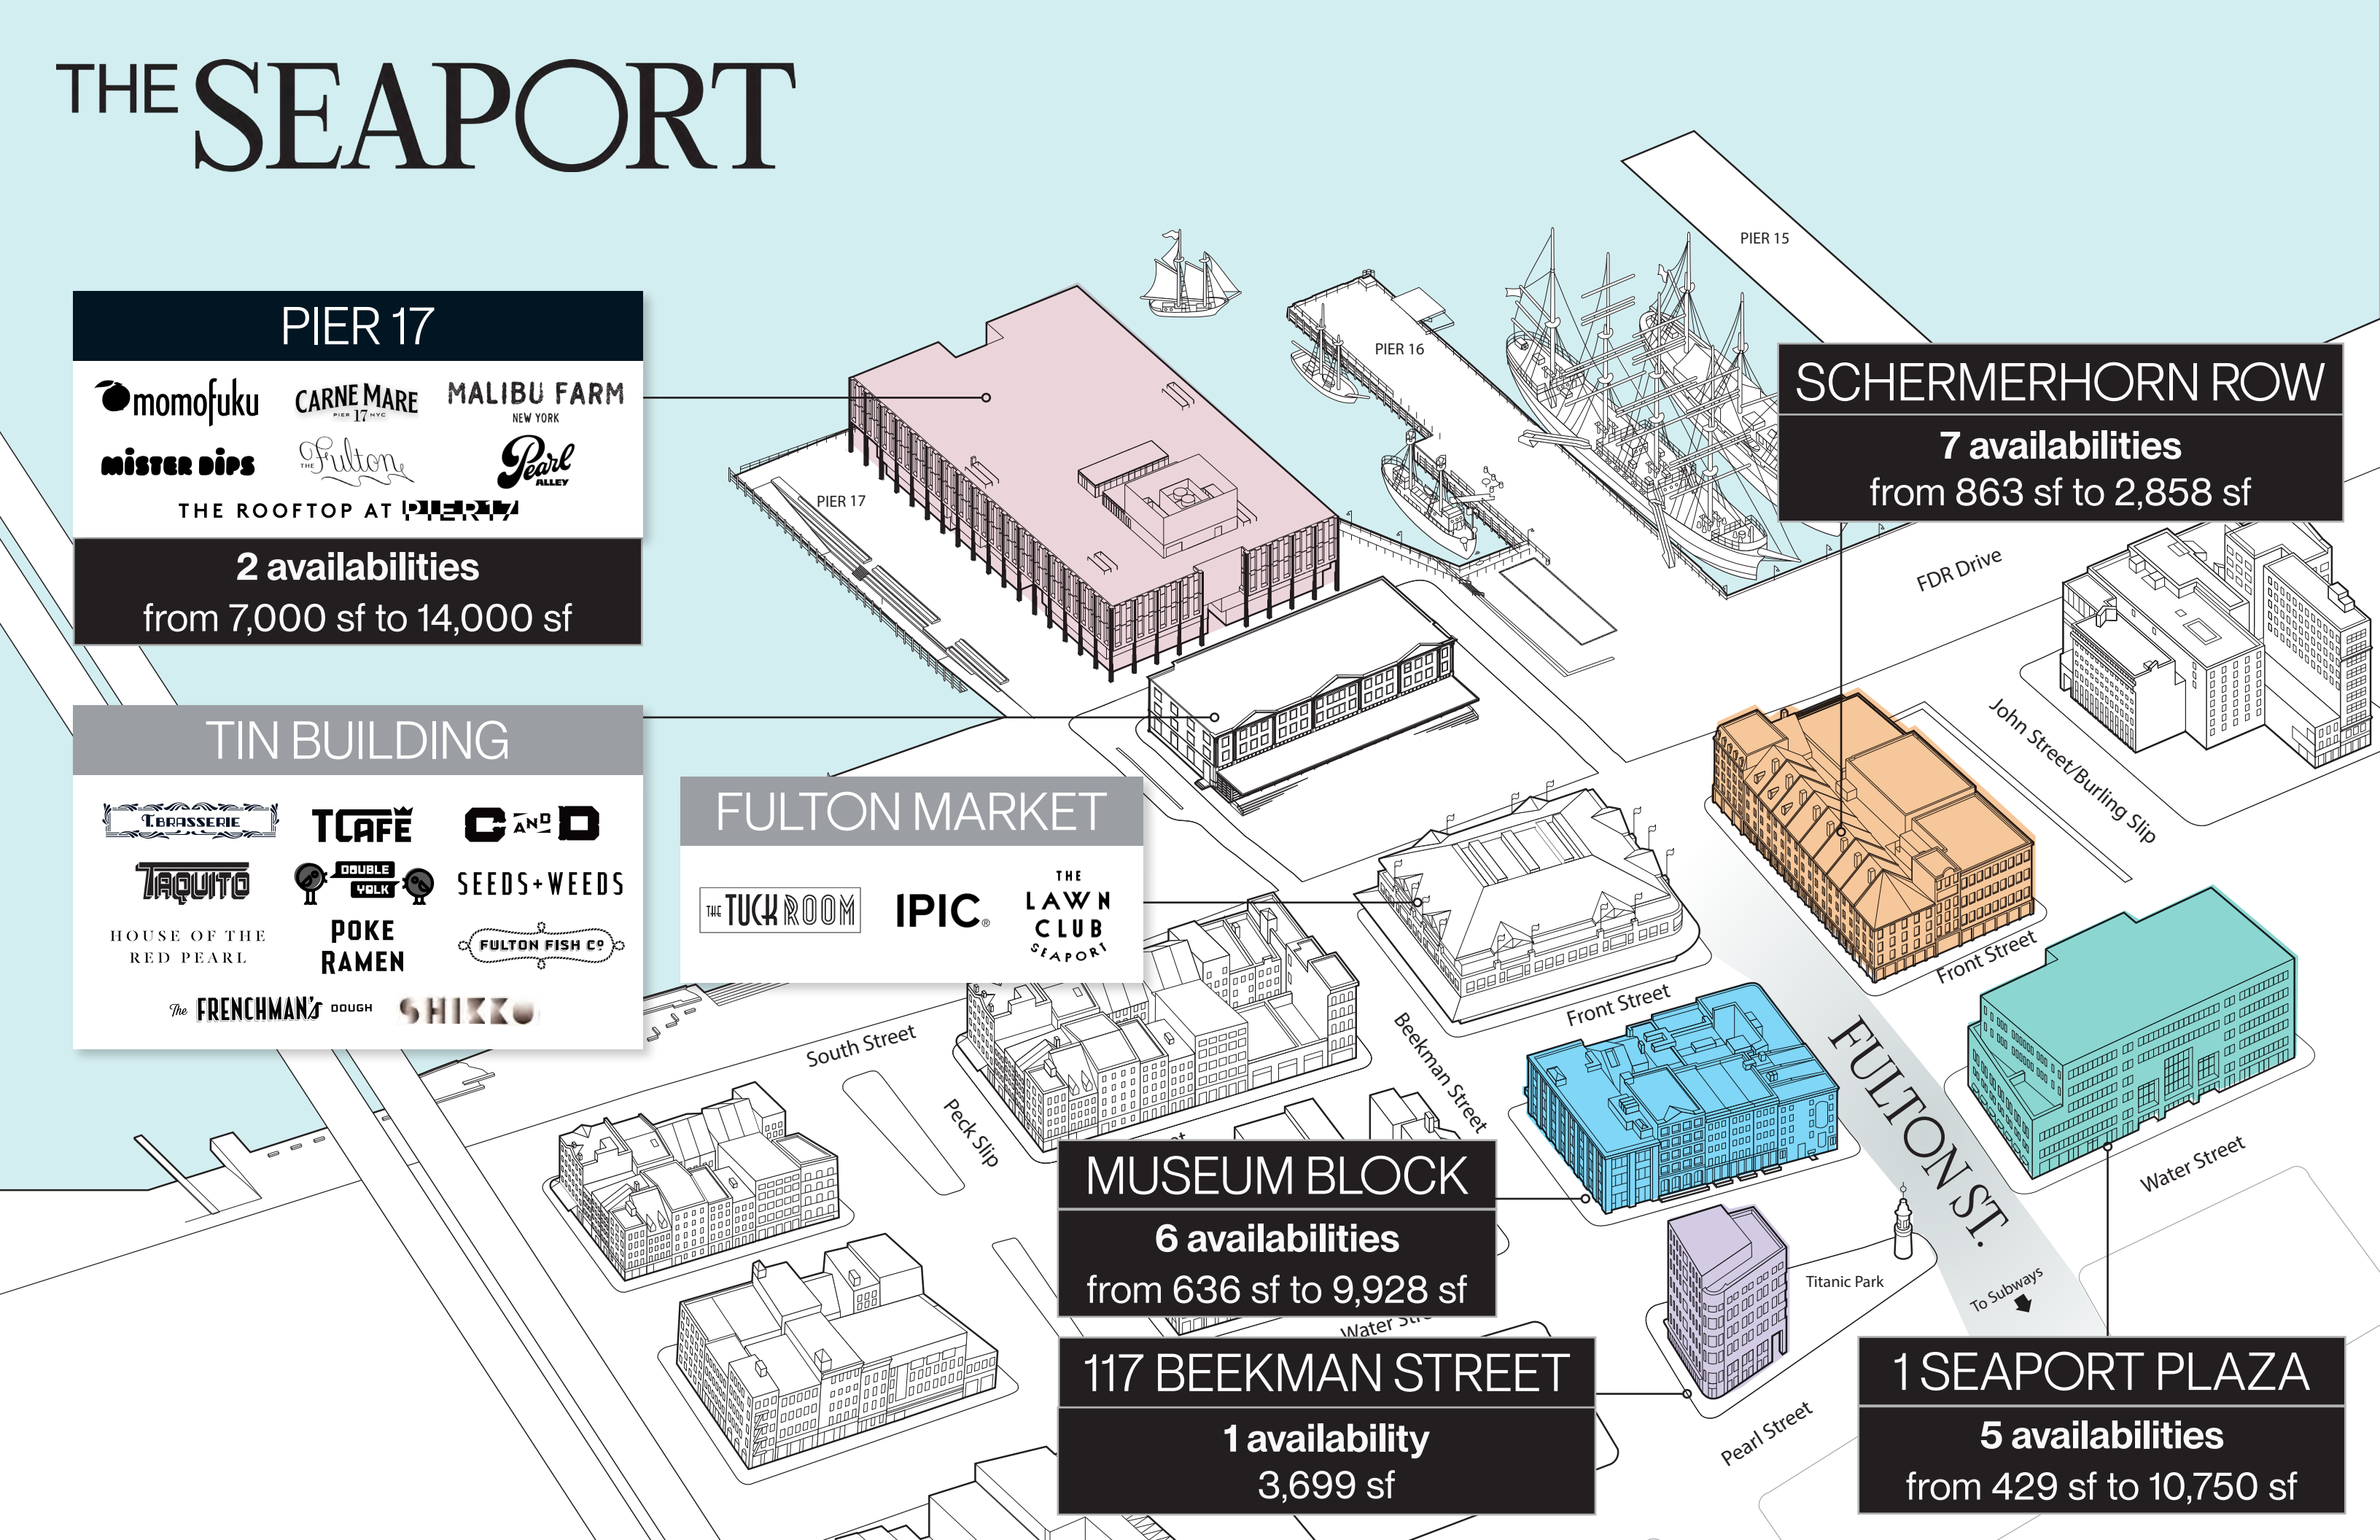 THE SEAPORT
PIER 15
PIER 16
PIER 17
PIER 17
momofuku
CARNE MARE
PIER 17 NYC
MALIBU FARM
NEW YORK
MISTER DIPS
THE Fulton
Pearl
ALLEY
THE ROOFTOP AT PIER17
2 availabilities
from 7,000 sf to 14,000 sf
SCHERMERHORN ROW
7 availabilities
from 863 sf to 2,858 sf
FDR Drive
John Street/Burling Slip
TIN BUILDING
T.BRASSERIE
TCAFÉ
C AND D
TAQUITO
DOUBLE
YOLK
SEEDS+WEEDS
HOUSE OF THE
RED PEARL
POKE
RAMEN
FULTON FISH Cº
The FRENCHMAN'S DOUGH
SHIKKU
FULTON MARKET
THE TUCK ROOM
IPIC®
THE
LAWN
CLUB
SEAPORT
Front Street
Front Street
South Street
Peck Slip
Beekman Street
FULTON ST.
Water Street
MUSEUM BLOCK
6 availabilities
from 636 sf to 9,928 sf
Titanic Park
To Subways
Water
117 BEEKMAN STREET
1 availability
3,699 sf
Pearl Street
1 SEAPORT PLAZA
5 availabilities
from 429 sf to 10,750 sf